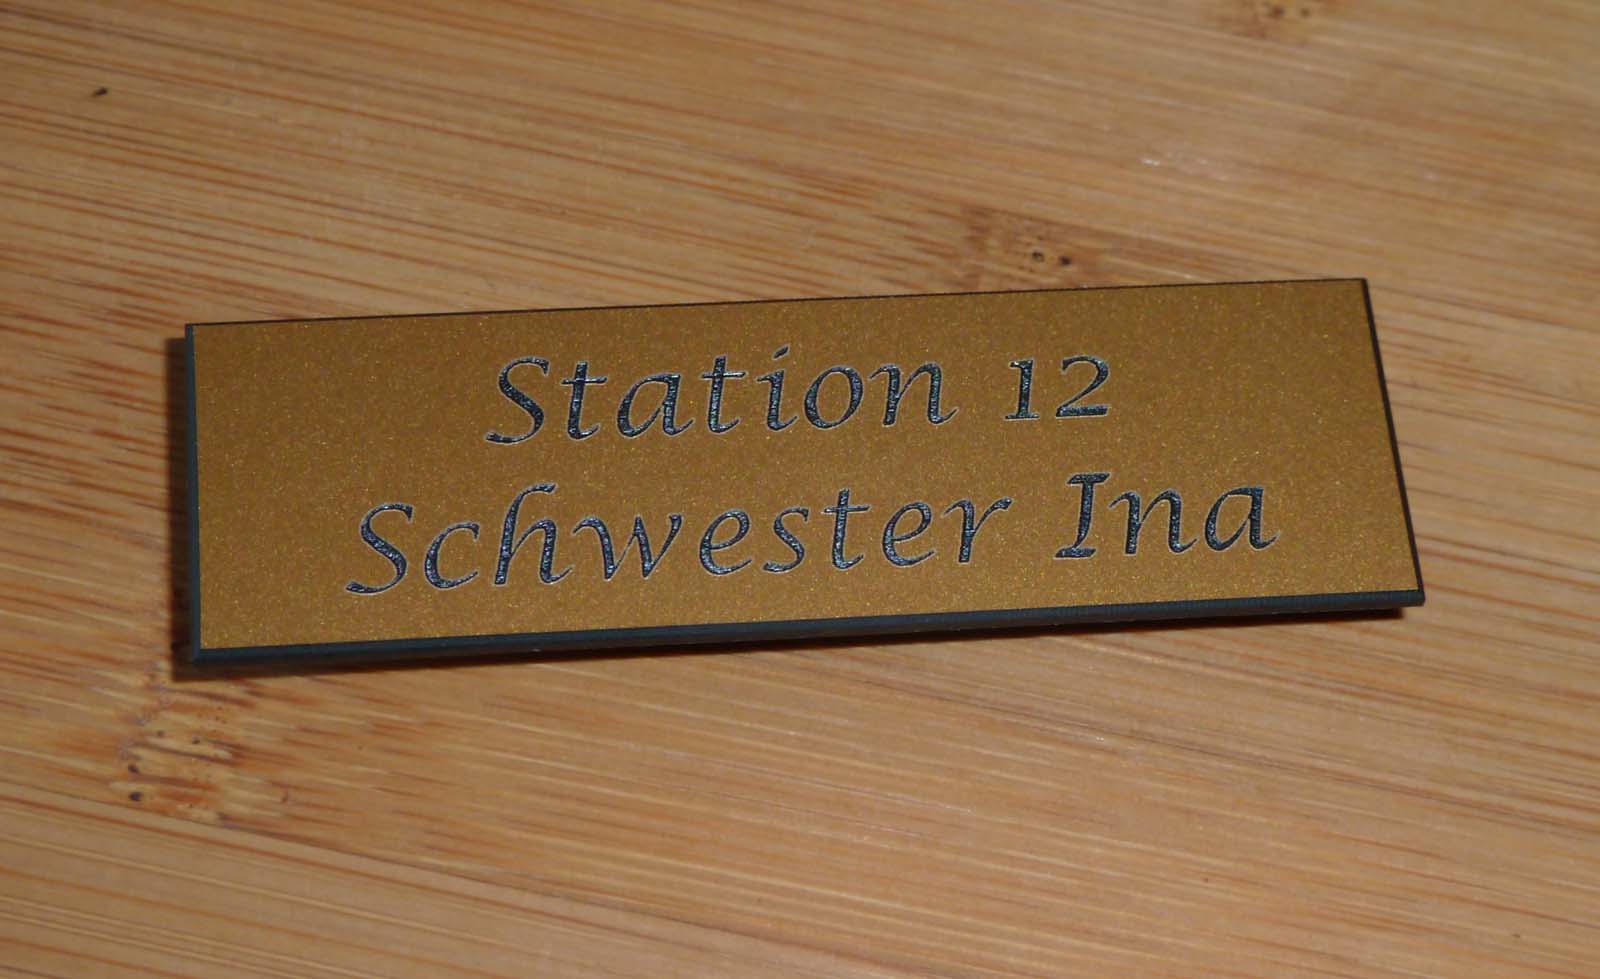 Station 12
Schwester Ina